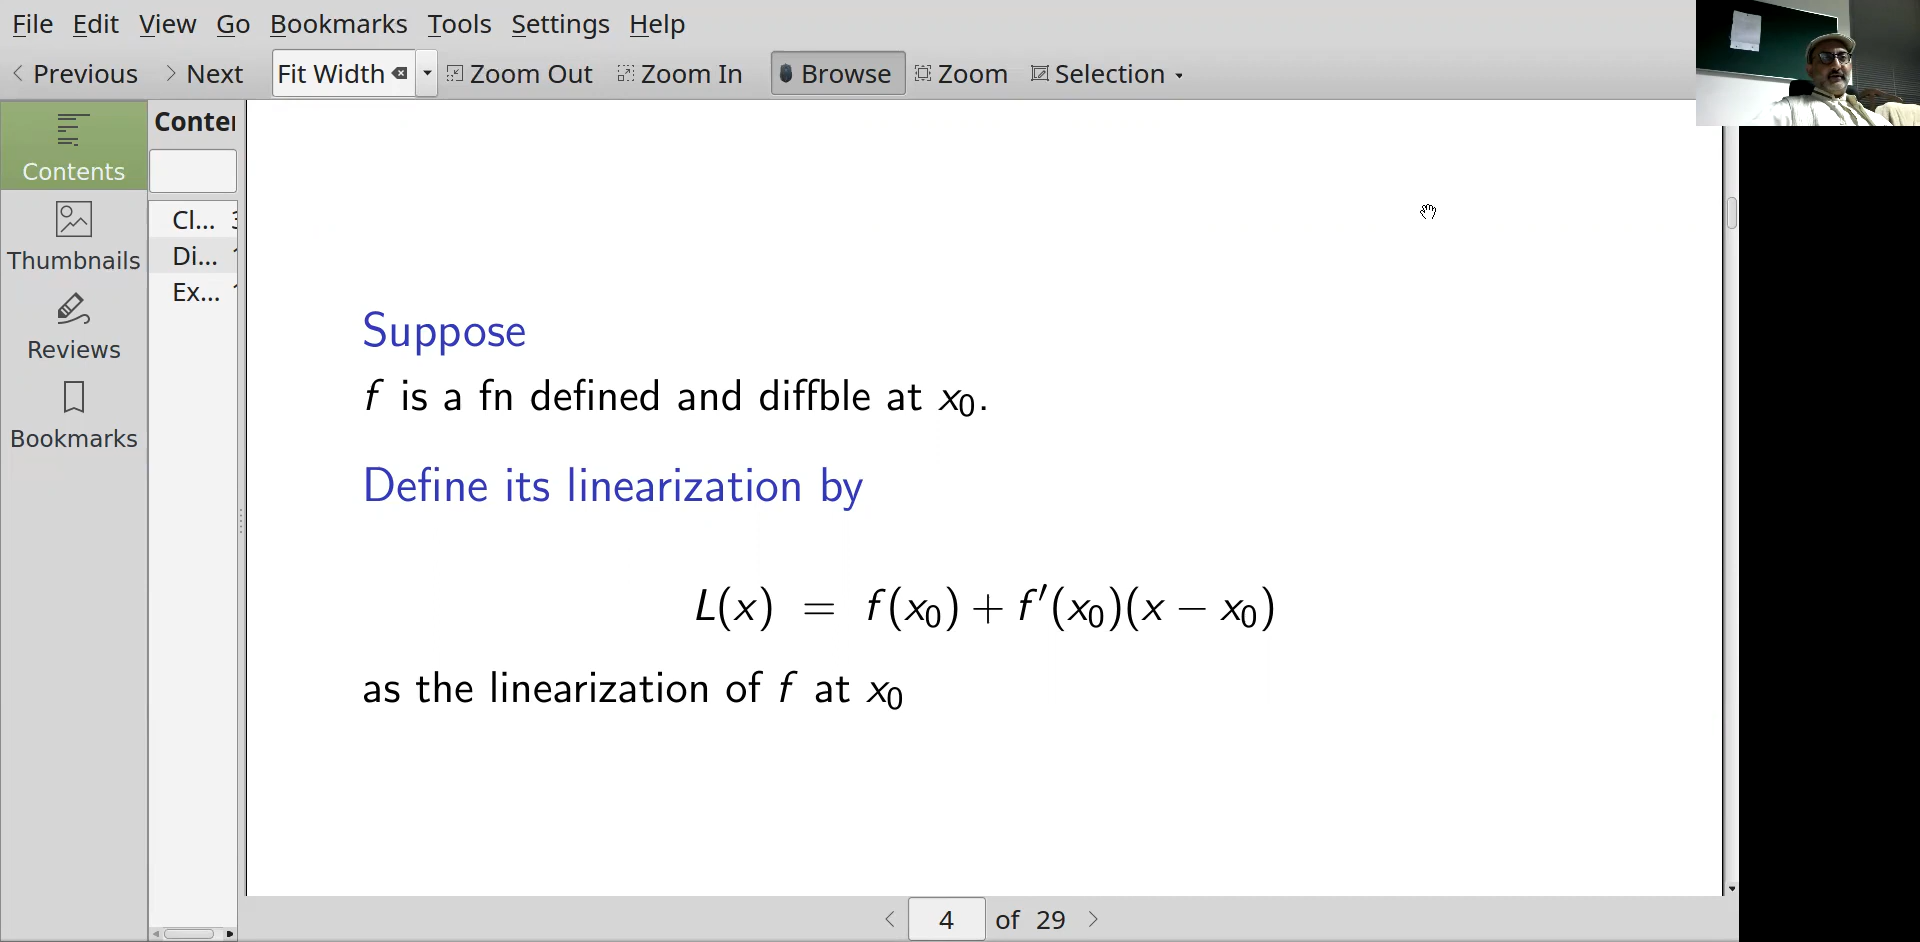 File Edit View Go Bookmarks Tools Settings Help
Previous Next Fit Width Zoom Out Zoom In Browse Zoom Selection
Contents
Thumbnails
Reviews
Bookmarks
Conte
Cl...
Di...
Ex...
Suppose
f is a fn defined and diffble at x₀.
Define its linearization by
L(x) = f(x₀) + f′(x₀)(x − x₀)
as the linearization of f at x₀
4 of 29